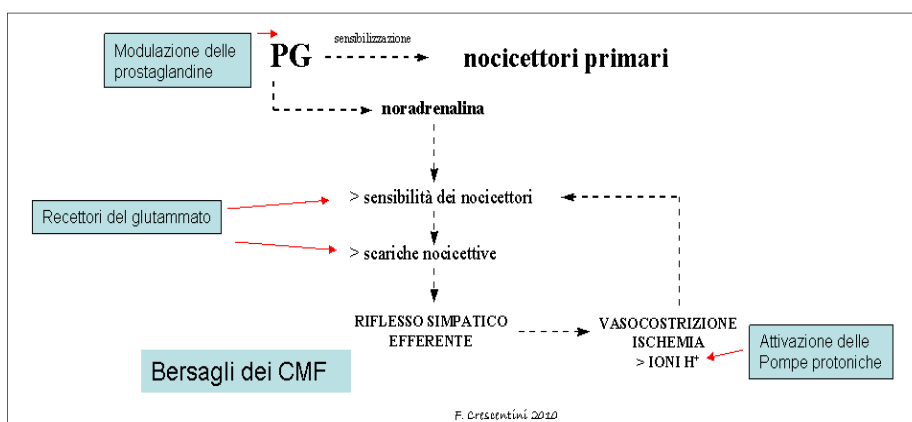 Modulazione delle
prostaglandine
PG
sensibilizzazione
nocicettori primari
noradrenalina
> sensibilità dei nocicettori
Recettori del glutammato
> scariche nocicettive
RIFLESSO SIMPATICO
EFFERENTE
VASOCOSTRIZIONE
ISCHEMIA
> IONI H⁺
Attivazione delle
Pompe protoniche
Bersagli dei CMF
F. Crescentini 2010